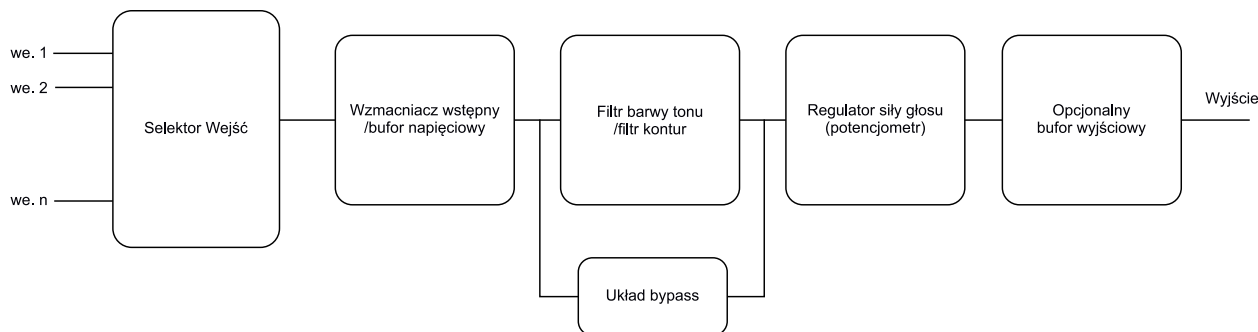 we. 1
we. 2
we. n
Selektor Wejść
Wzmacniacz wstępny
/bufor napięciowy
Filtr barwy tonu
/filtr kontur
Układ bypass
Regulator siły głosu
(potencjometr)
Opcjonalny
bufor wyjściowy
Wyjście